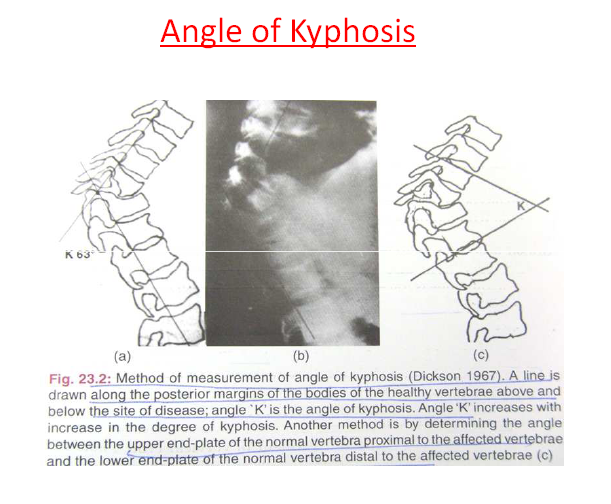 Angle of Kyphosis
K 63°
K
(a)
(b)
(c)
Fig. 23.2: Method of measurement of angle of kyphosis (Dickson 1967). A line is
drawn along the posterior margins of the bodies of the healthy vertebrae above and
below the site of disease; angle `K' is the angle of kyphosis. Angle 'K' increases with
increase in the degree of kyphosis. Another method is by determining the angle
between the upper end-plate of the normal vertebra proximal to the affected vertebrae
and the lower end-plate of the normal vertebra distal to the affected vertebrae (c)